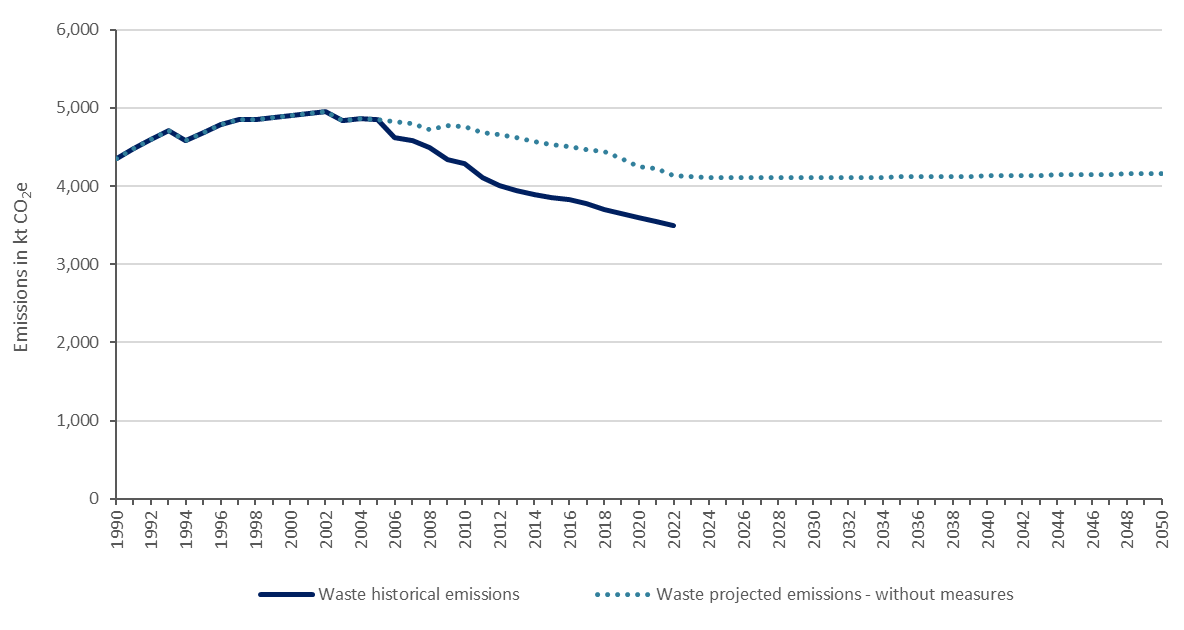 6,000
5,000
4,000
3,000
2,000
1,000
0
Emissions in kt CO₂e
1990 1992 1994 1996 1998 2000 2002 2004 2006 2008 2010 2012 2014 2016 2018 2020 2022 2024 2026 2028 2030 2032 2034 2036 2038 2040 2042 2044 2046 2048 2050
Waste historical emissions Waste projected emissions - without measures